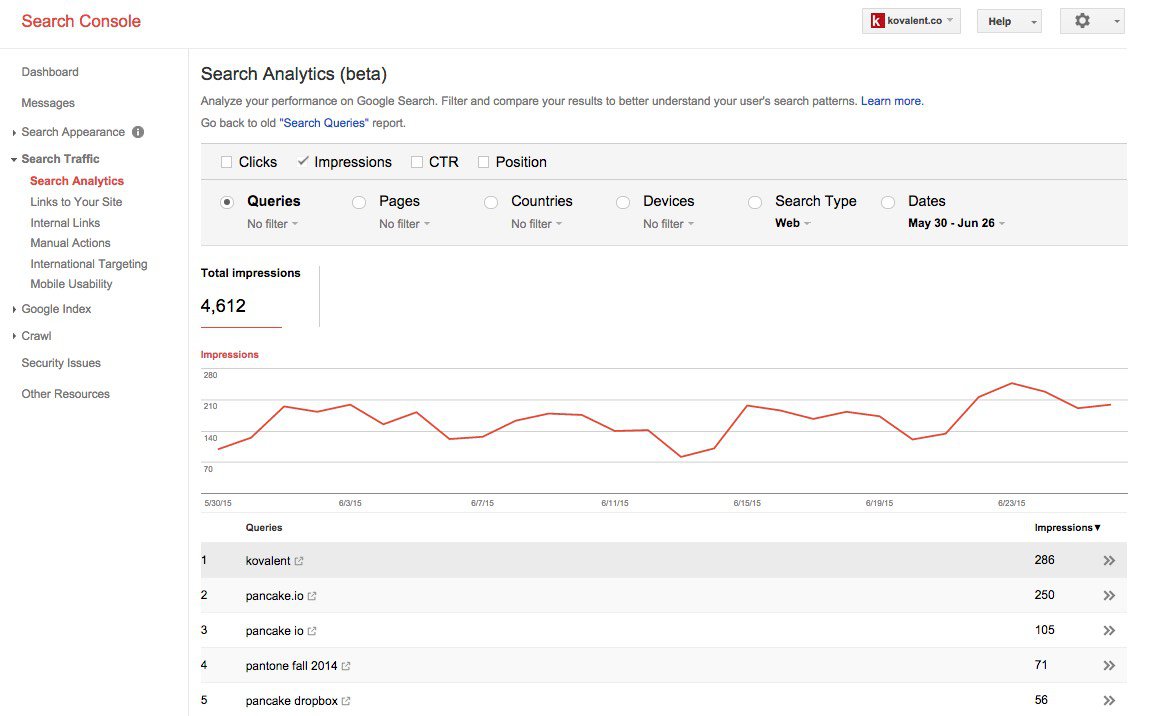 Search Console
k kovalent.co
Help
Dashboard
Messages
Search Appearance i
Search Traffic
Search Analytics
Links to Your Site
Internal Links
Manual Actions
International Targeting
Mobile Usability
Google Index
Crawl
Security Issues
Other Resources
Search Analytics (beta)
Analyze your performance on Google Search. Filter and compare your results to better understand your user's search patterns. Learn more.
Go back to old "Search Queries" report.
Clicks Impressions CTR Position
Queries Pages Countries Devices Search Type Dates
No filter No filter No filter No filter Web May 30 - Jun 26
Total impressions
4,612
Impressions
280
210
140
70
5/30/15 6/3/15 6/7/15 6/11/15 6/15/15 6/19/15 6/23/15
Queries Impressions▼
1 kovalent 286 »
2 pancake.io 250 »
3 pancake io 105 »
4 pantone fall 2014 71 »
5 pancake dropbox 56 »